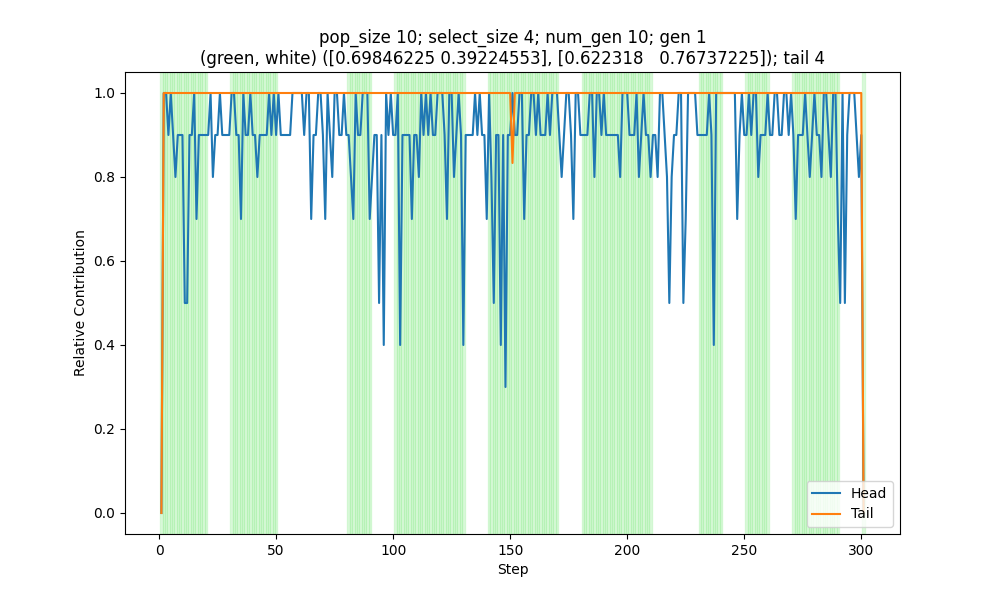 pop_size 10; select_size 4; num_gen 10; gen 1
(green, white) ([0.69846225 0.39224553], [0.622318   0.76737225]); tail 4
Relative Contribution
1.0
0.8
0.6
0.4
0.2
0.0
0 50 100 150 200 250 300
Step
Head
Tail